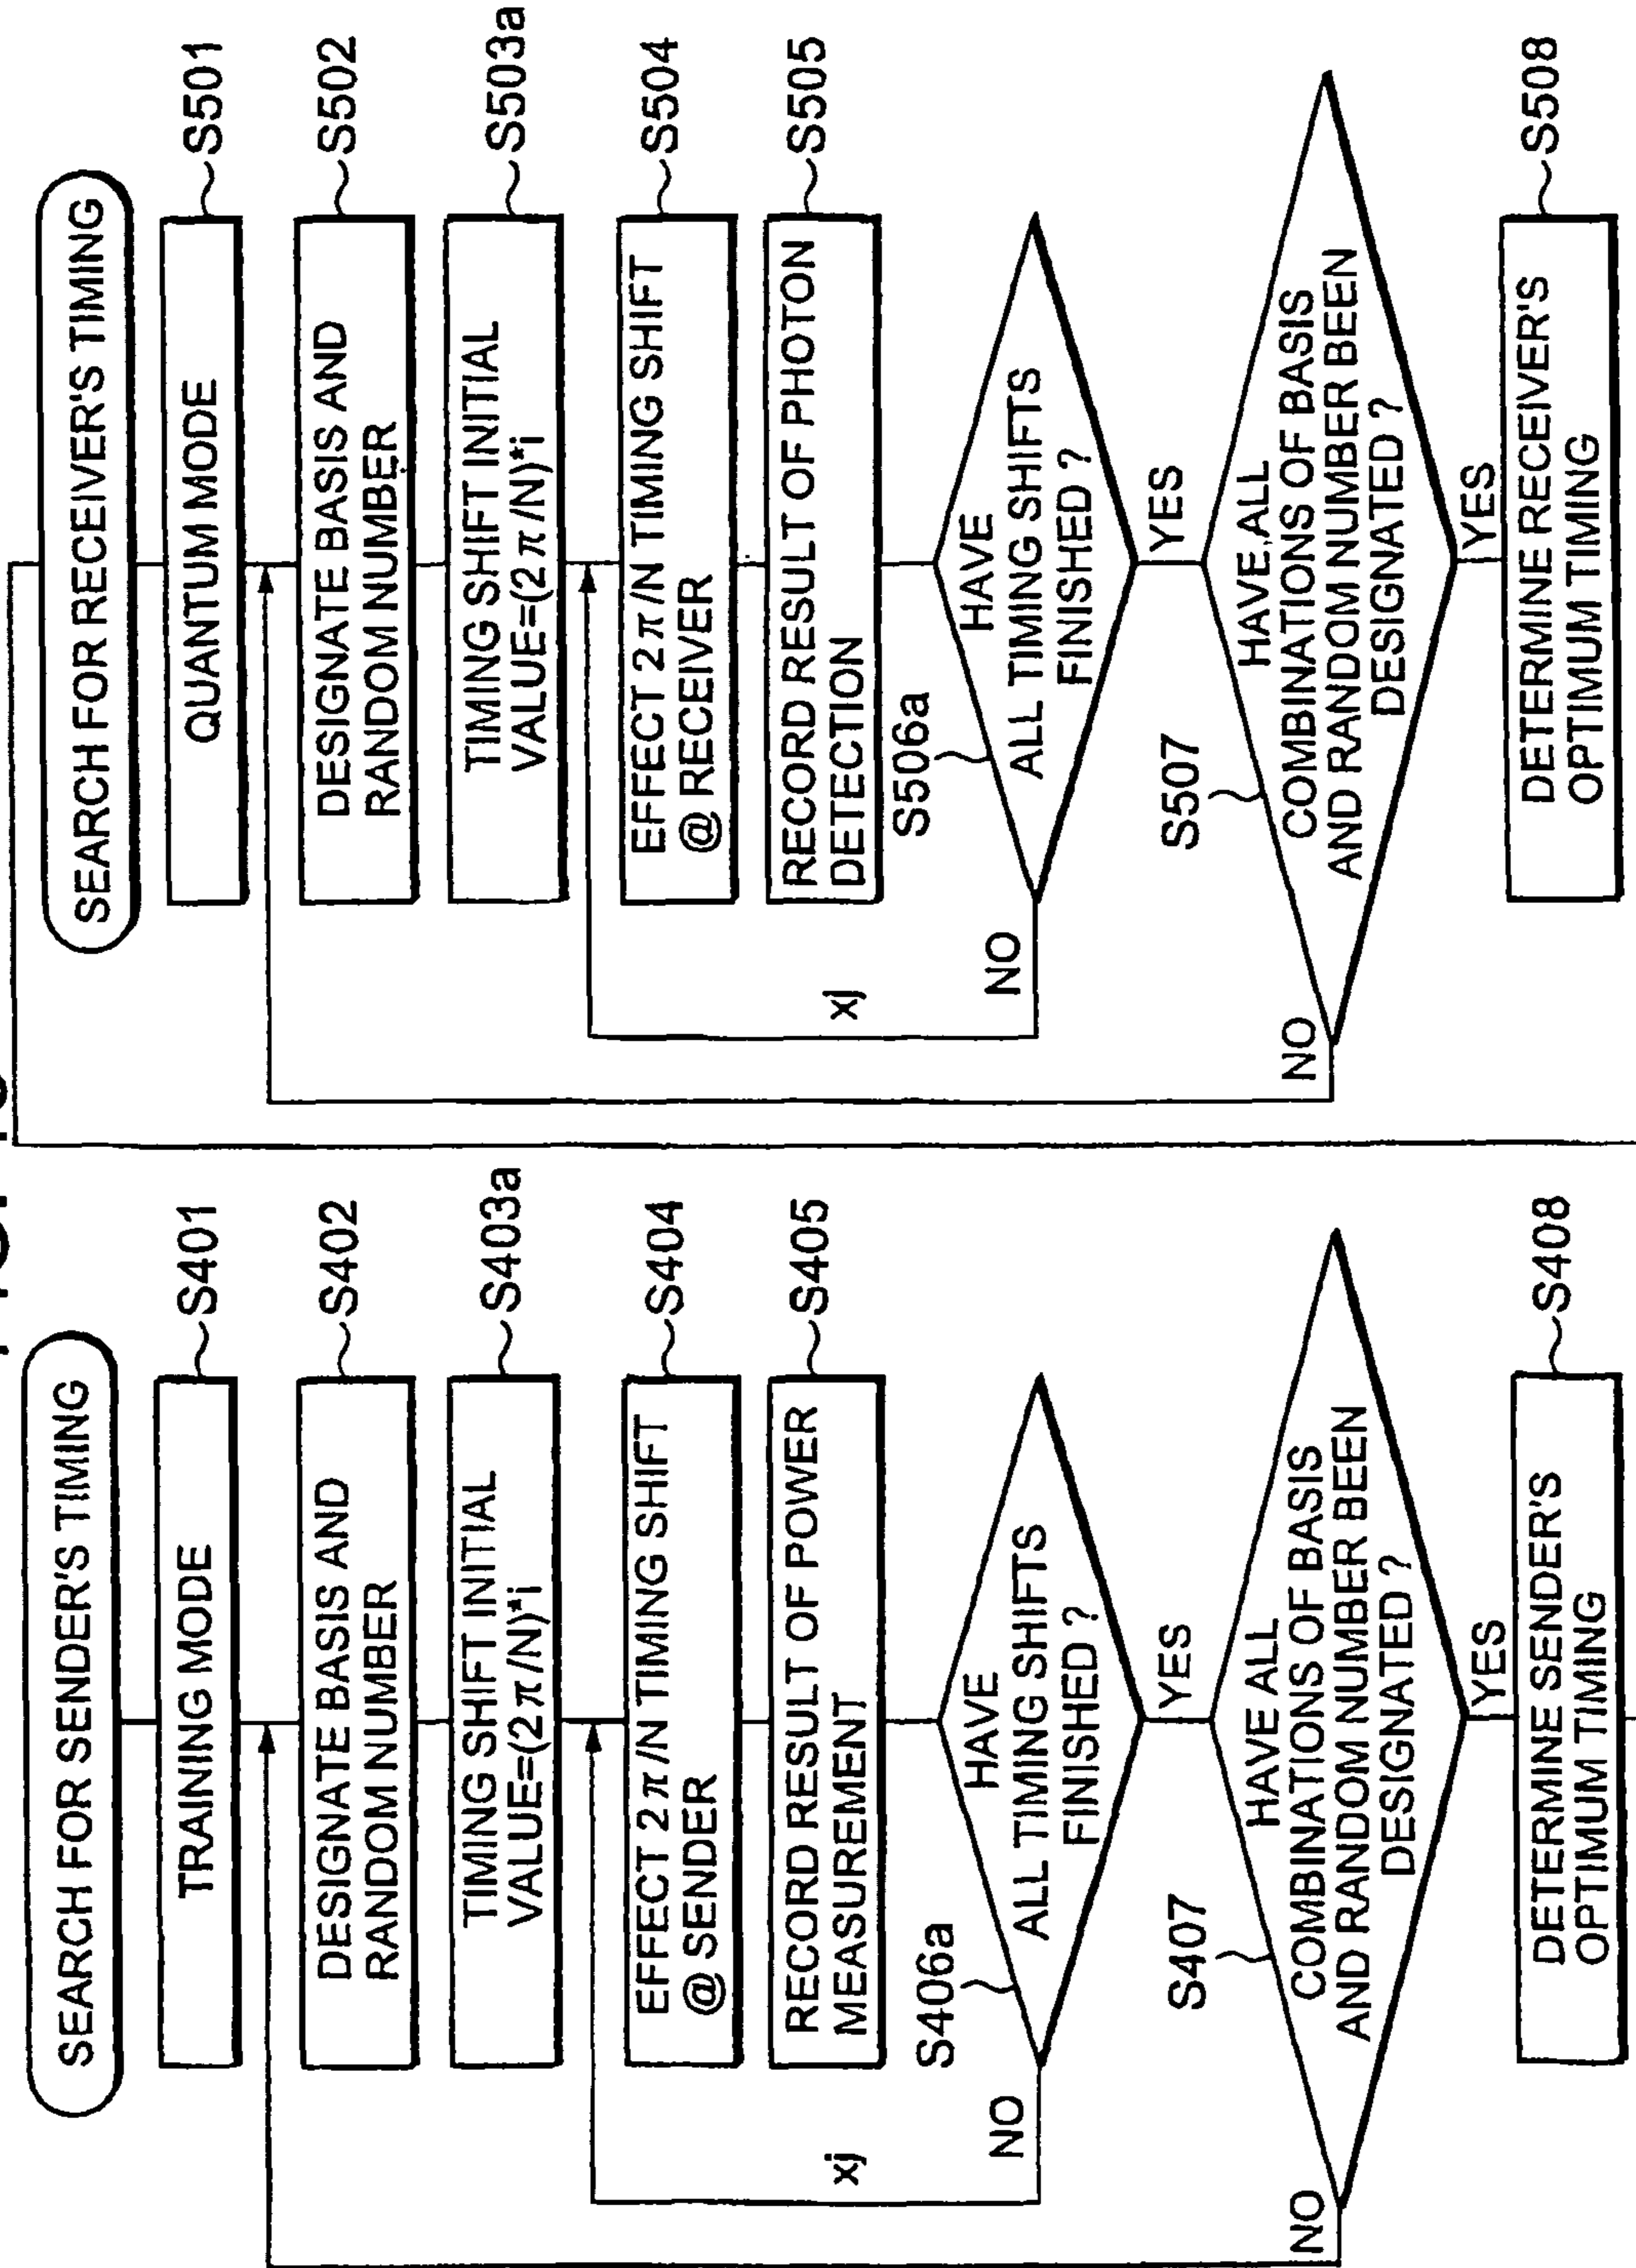 SEARCH FOR SENDER'S TIMING
TRAINING MODE
S401
DESIGNATE BASIS AND
RANDOM NUMBER
S402
TIMING SHIFT INITIAL
VALUE=(2π/N)*i
S403a
EFFECT 2π/N TIMING SHIFT
@ SENDER
S404
RECORD RESULT OF POWER
MEASUREMENT
S405
S406a
HAVE
ALL TIMING SHIFTS
FINISHED ?
NO
xj
YES
S407
HAVE ALL
COMBINATIONS OF BASIS
AND RANDOM NUMBER BEEN
DESIGNATED ?
NO
YES
DETERMINE SENDER'S
OPTIMUM TIMING
S408
SEARCH FOR RECEIVER'S TIMING
QUANTUM MODE
S501
DESIGNATE BASIS AND
RANDOM NUMBER
S502
TIMING SHIFT INITIAL
VALUE=(2π/N)*i
S503a
EFFECT 2π/N TIMING SHIFT
@ RECEIVER
S504
RECORD RESULT OF PHOTON
DETECTION
S505
S506a
HAVE
ALL TIMING SHIFTS
FINISHED ?
NO
xj
YES
S507
HAVE ALL
COMBINATIONS OF BASIS
AND RANDOM NUMBER BEEN
DESIGNATED ?
NO
YES
DETERMINE RECEIVER'S
OPTIMUM TIMING
S508